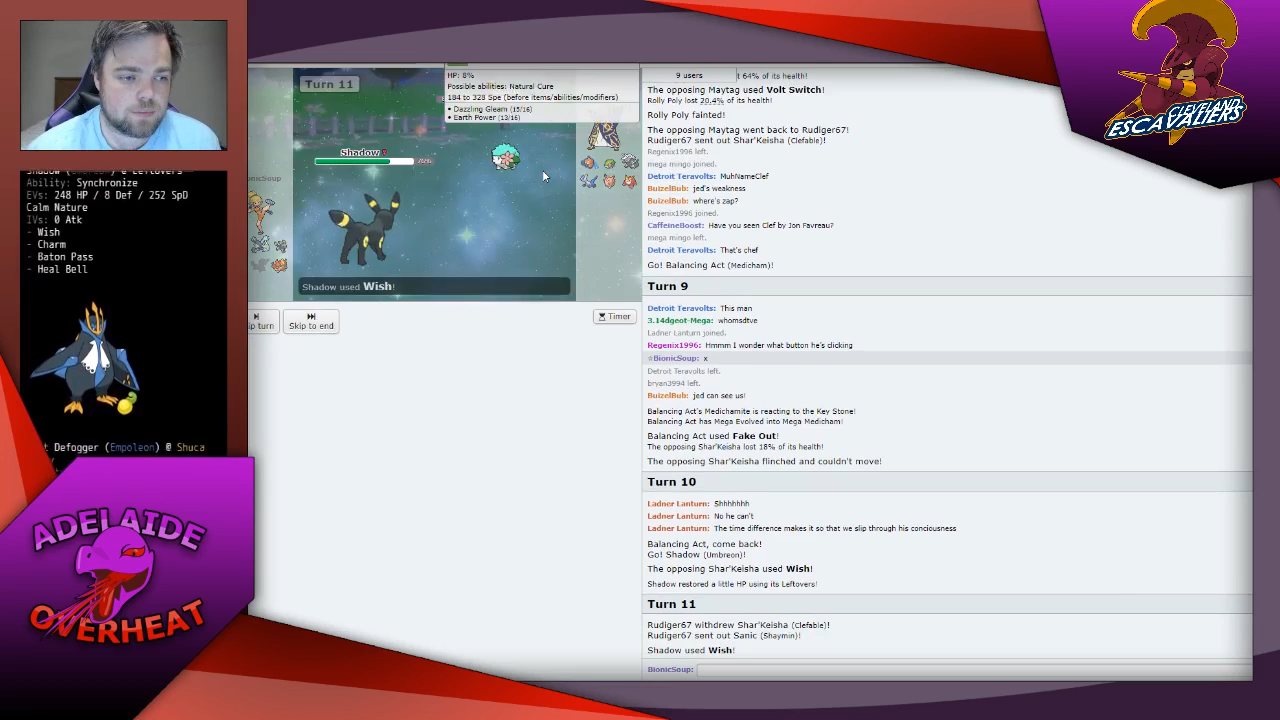 Shadow (Umbreon) @ Leftovers
Ability: Synchronize
EVs: 248 HP / 8 Def / 252 SpD
Calm Nature
IVs: 0 Atk
- Wish
- Charm
- Baton Pass
- Heal Bell
t Defogger (Empoleon) @ Shuca
ADELAIDE
OVERHEAT
Turn 11
HP: 8%
Possible abilities: Natural Cure
184 to 328 Spe (before items/abilities/modifiers)
• Dazzling Gleam (15/16)
• Earth Power (13/16)
Shadow
onicSoup
Shadow used Wish!
ip turn
Skip to end
Timer
9 users
t 64% of its health!
The opposing Maytag used Volt Switch!
Rolly Poly lost 20.4% of its health!
Rolly Poly fainted!
The opposing Maytag went back to Rudiger67!
Rudiger67 sent out Shar'Keisha (Clefable)!
Regenix1996 left.
mega mingo joined.
Detroit Teravolts: MuhNameClef
BuizelBub: jed's weakness
BuizelBub: where's zap?
Regenix1996 joined.
CaffeineBoost: Have you seen Clef by Jon Favreau?
mega mingo left.
Detroit Teravolts: That's chef
Go! Balancing Act (Medicham)!
Turn 9
Detroit Teravolts: This man
3.14dgeot-Mega: whomsdtve
Ladner Lanturn joined.
Regenix1996: Hmmm I wonder what button he's clicking
☆BionicSoup: x
Detroit Teravolts left.
bryan3994 left.
BuizelBub: jed can see us!
Balancing Act's Medichamite is reacting to the Key Stone!
Balancing Act has Mega Evolved into Mega Medicham!
Balancing Act used Fake Out!
The opposing Shar'Keisha lost 18% of its health!
The opposing Shar'Keisha flinched and couldn't move!
Turn 10
Ladner Lanturn: Shhhhhhh
Ladner Lanturn: No he can't
Ladner Lanturn: The time difference makes it so that we slip through his conciousness
Balancing Act, come back!
Go! Shadow (Umbreon)!
The opposing Shar'Keisha used Wish!
Shadow restored a little HP using its Leftovers!
Turn 11
Rudiger67 withdrew Shar'Keisha (Clefable)!
Rudiger67 sent out Sanic (Shaymin)!
Shadow used Wish!
BionicSoup:
CLEVELAND
ESCAVALIERS